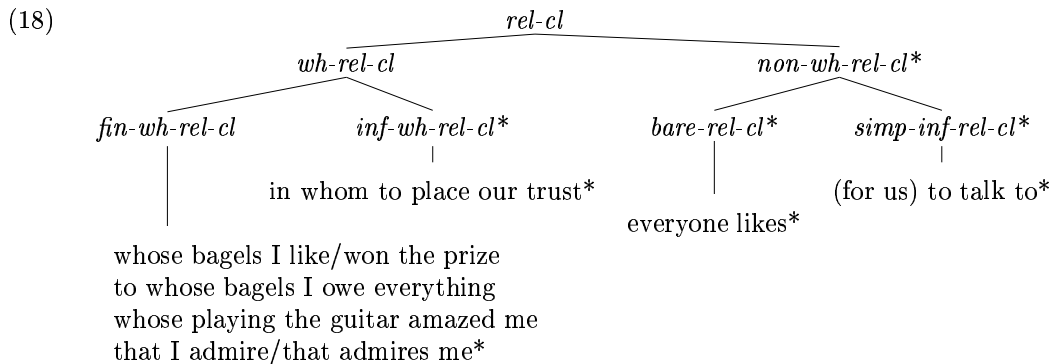 (18) rel-cl
wh-rel-cl non-wh-rel-cl*
fin-wh-rel-cl inf-wh-rel-cl* bare-rel-cl* simp-inf-rel-cl*
in whom to place our trust* (for us) to talk to*
everyone likes*
whose bagels I like/won the prize
to whose bagels I owe everything
whose playing the guitar amazed me
that I admire/that admires me*